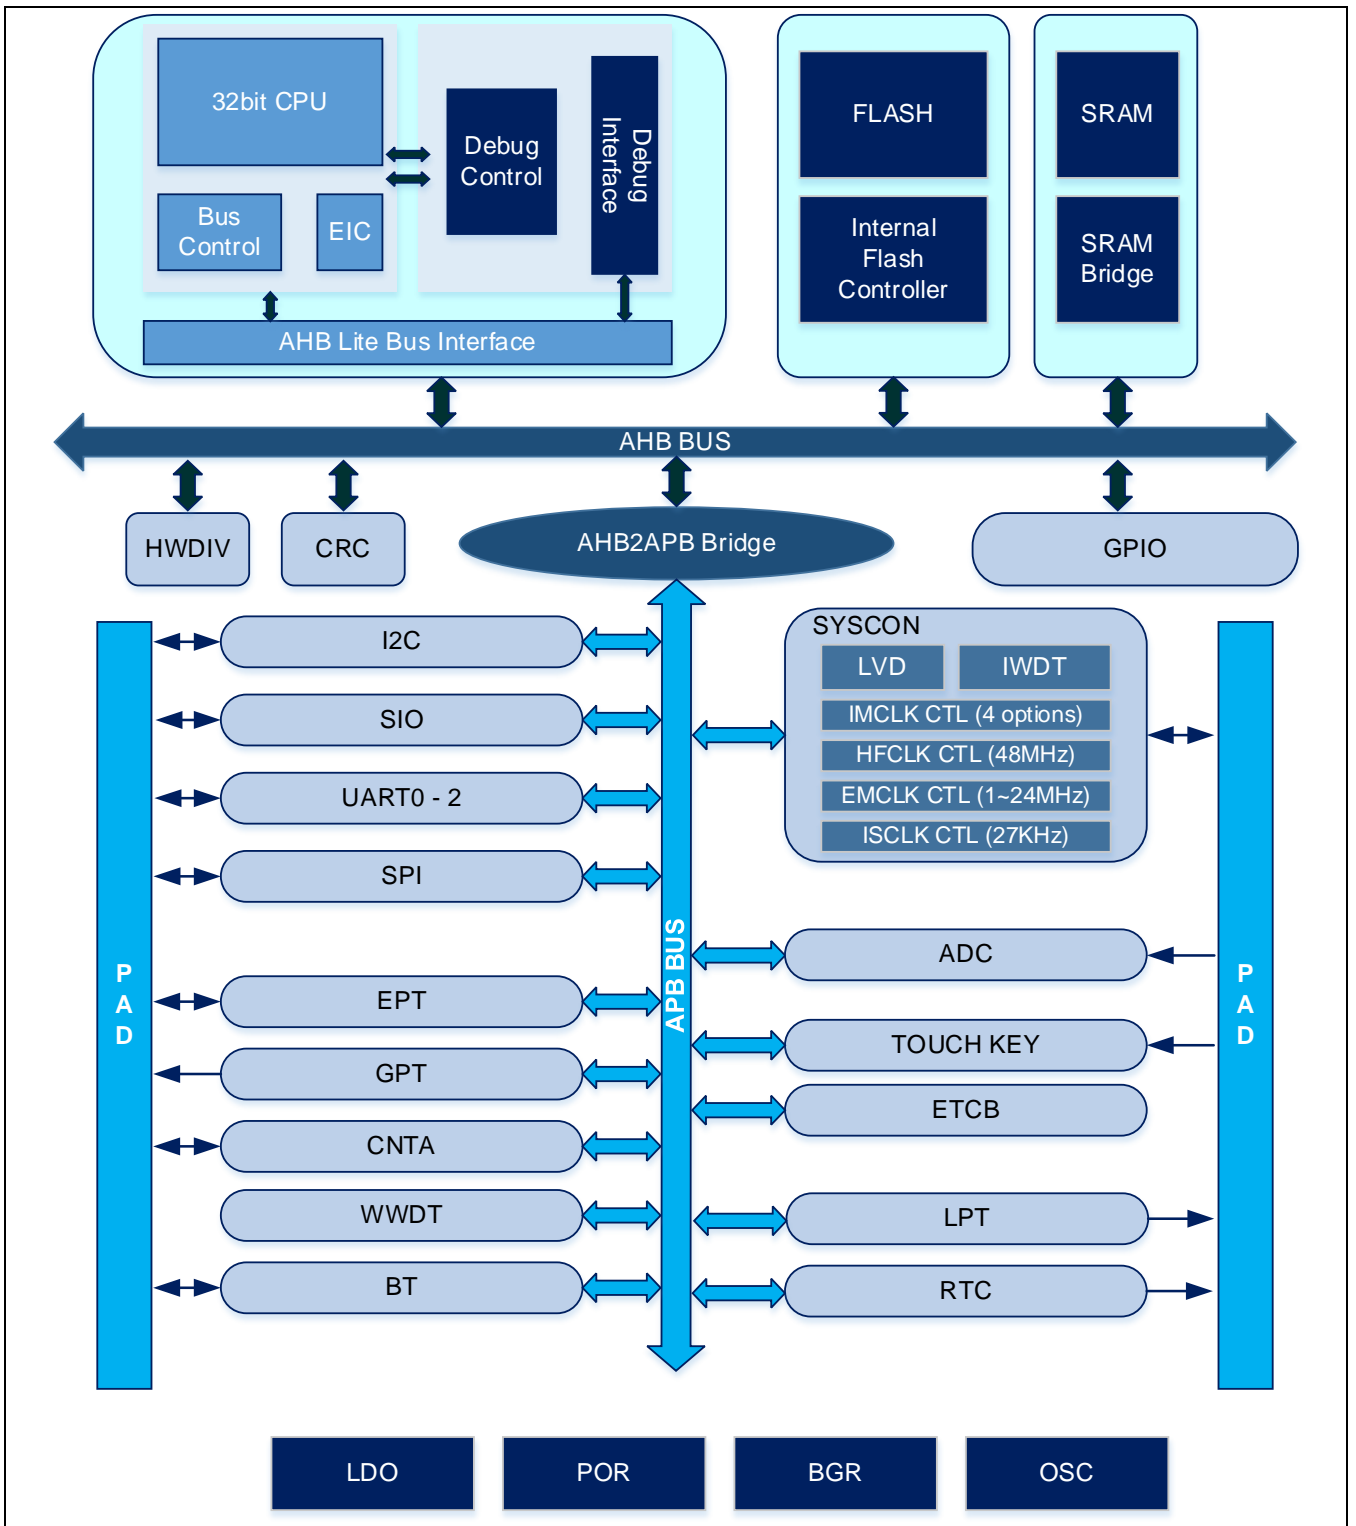 32bit CPU
Bus
Control
EIC
Debug
Control
Debug
Interface
AHB Lite Bus Interface
FLASH
Internal
Flash
Controller
SRAM
SRAM
Bridge
AHB BUS
HWDIV
CRC
AHB2APB Bridge
GPIO
PAD
I2C
SIO
UART0 - 2
SPI
EPT
GPT
CNTA
WWDT
BT
APB BUS
SYSCON
LVD
IWDT
IMCLK CTL (4 options)
HFCLK CTL (48MHz)
EMCLK CTL (1~24MHz)
ISCLK CTL (27KHz)
ADC
TOUCH KEY
ETCB
LPT
RTC
PAD
LDO
POR
BGR
OSC